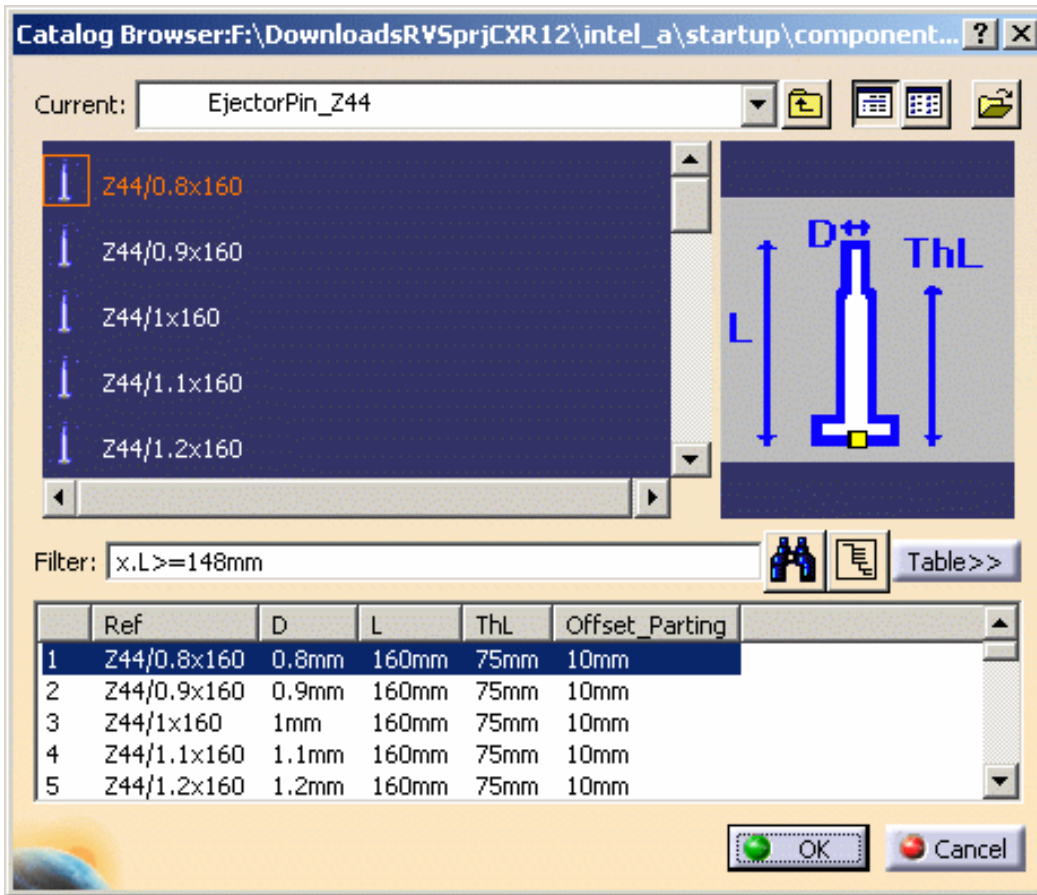 Catalog Browser:F:\DownloadsRVSprjCXR12\intel_a\startup\component... ? X
Current: EjectorPin_Z44
Z44/0.8x160
Z44/0.9x160
Z44/1x160
Z44/1.1x160
Z44/1.2x160
D
ThL
L
Filter: x.L>=148mm Table>>
Ref D L ThL Offset_Parting
1 Z44/0.8x160 0.8mm 160mm 75mm 10mm
2 Z44/0.9x160 0.9mm 160mm 75mm 10mm
3 Z44/1x160 1mm 160mm 75mm 10mm
4 Z44/1.1x160 1.1mm 160mm 75mm 10mm
5 Z44/1.2x160 1.2mm 160mm 75mm 10mm
OK Cancel